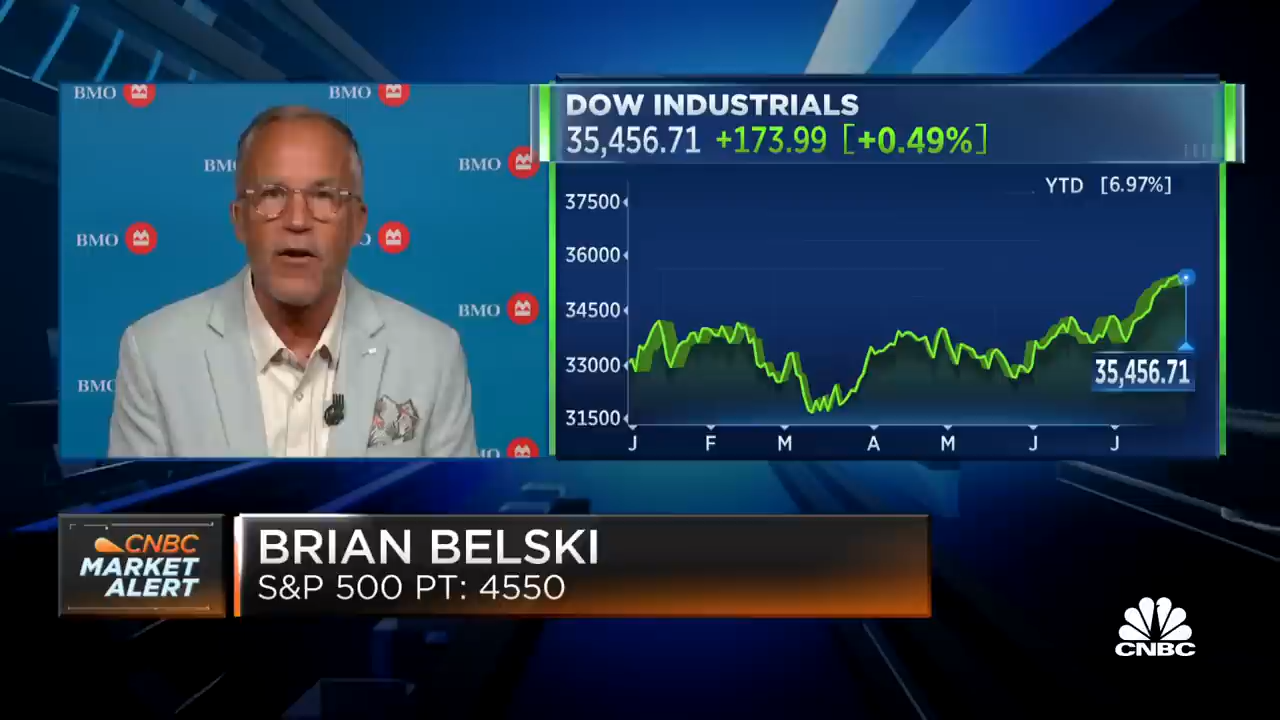 BMO
BMO
BMO
BMO
BMO
BMO
BMO
DOW INDUSTRIALS
35,456.71 +173.99 [+0.49%]
YTD [6.97%]
37500
36000
34500
33000
31500
35,456.71
J F M A M J J
CNBC
MARKET
ALERT
BRIAN BELSKI
S&P 500 PT: 4550
CNBC